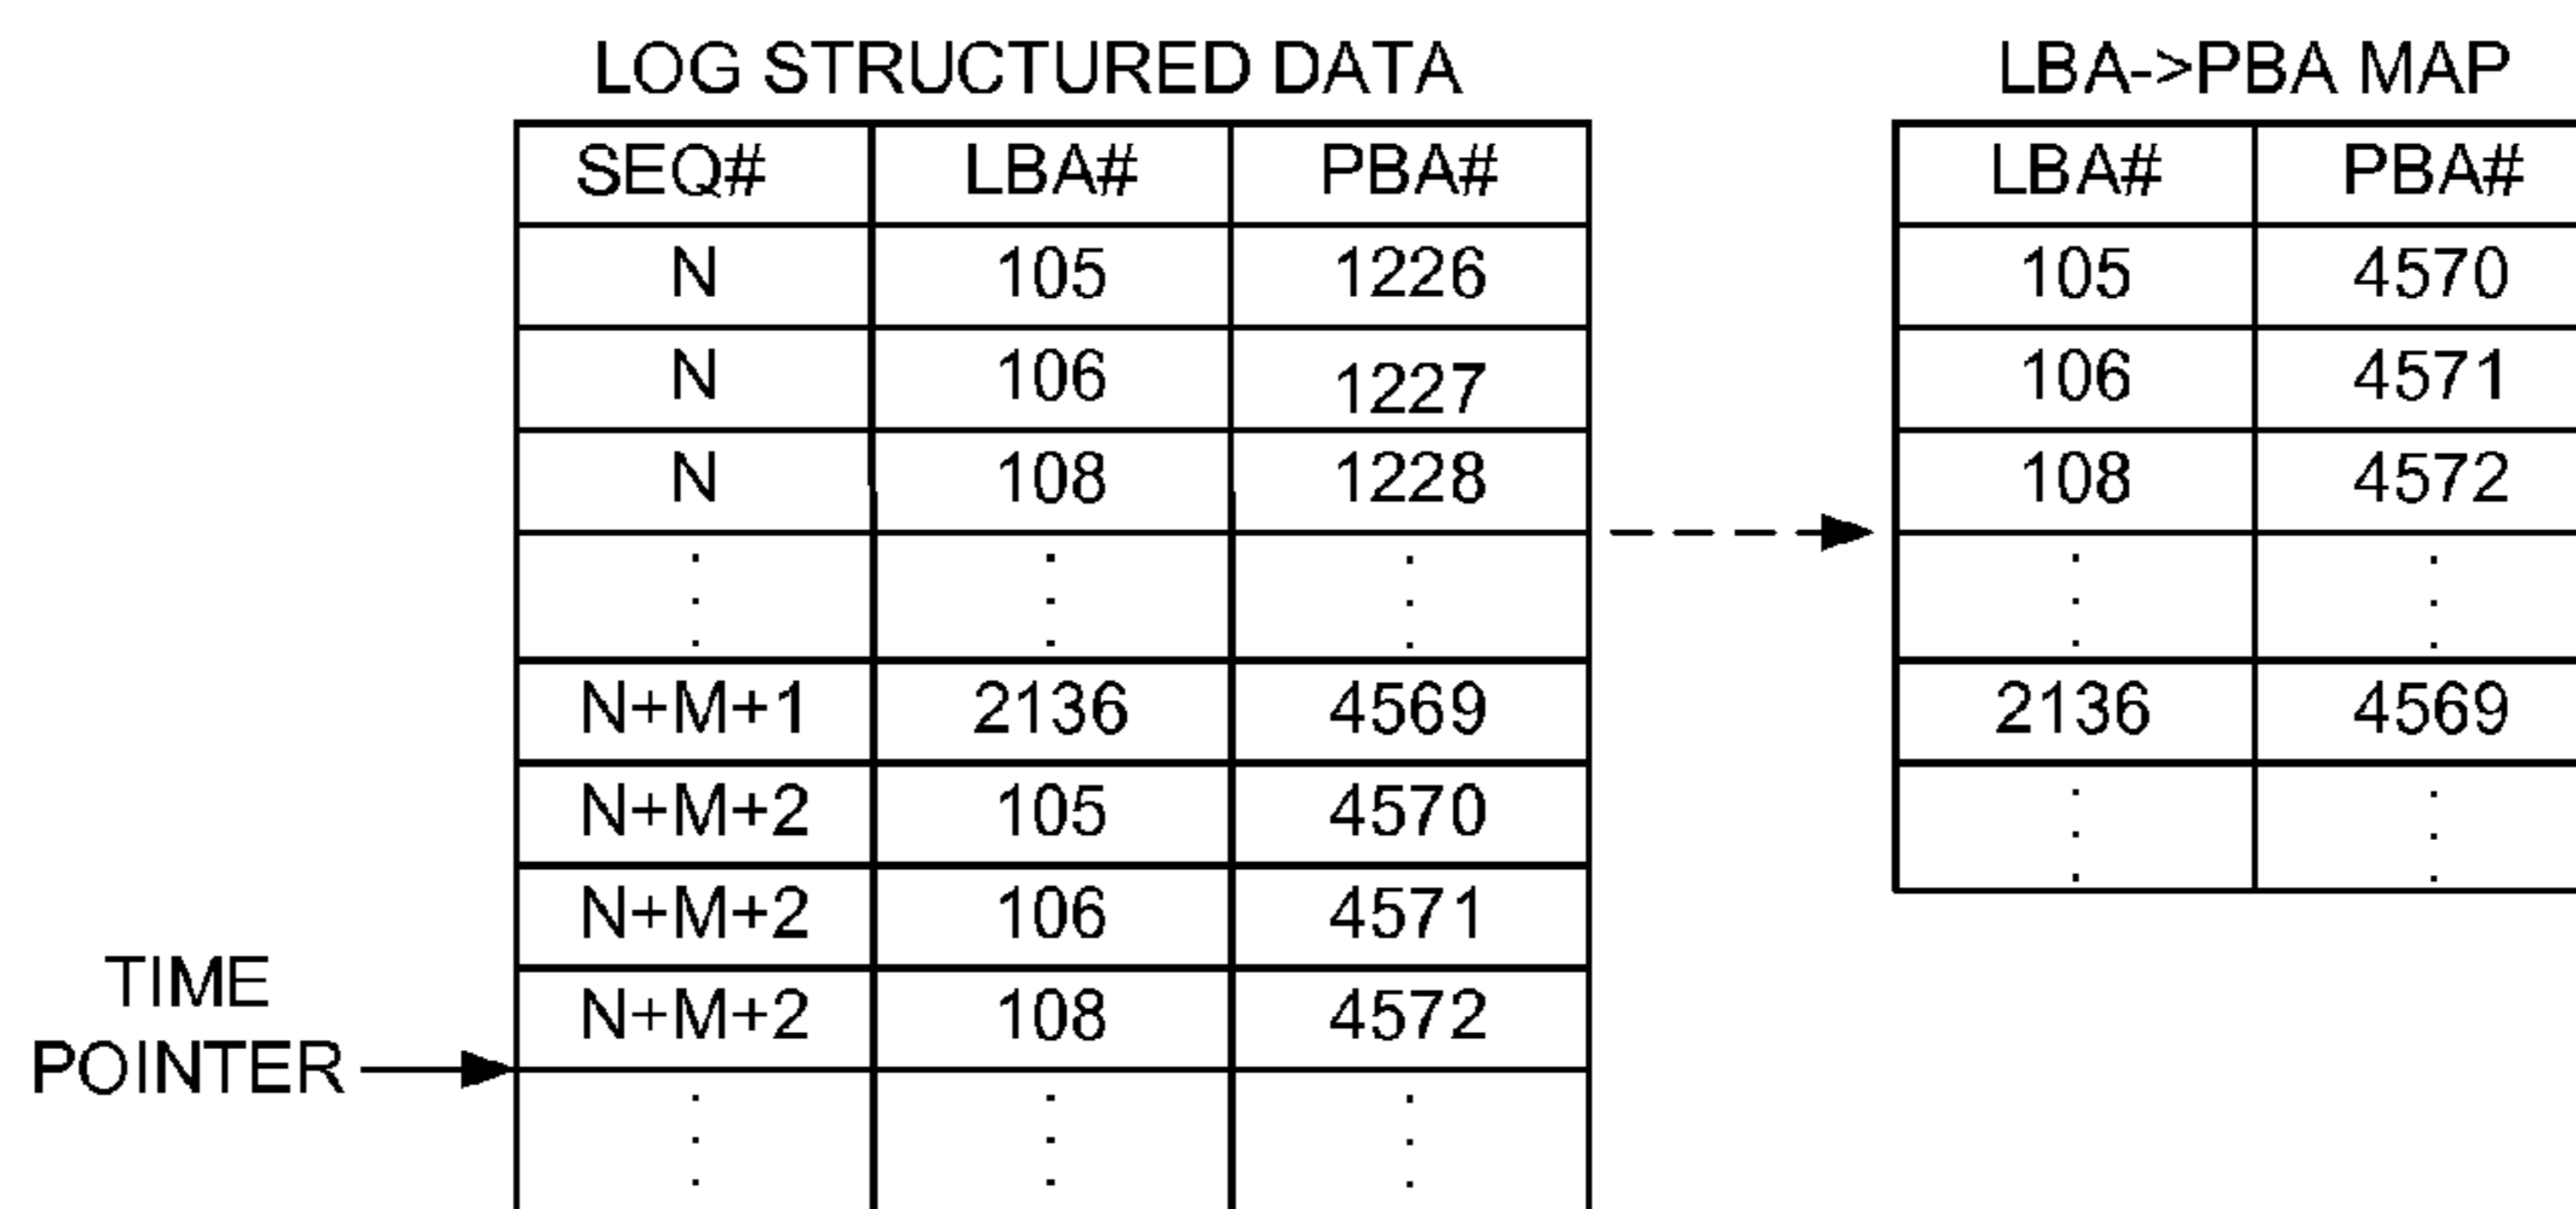 LOG STRUCTURED DATA
SEQ# LBA# PBA#
N 105 1226
N 106 1227
N 108 1228
: : :
N+M+1 2136 4569
N+M+2 105 4570
N+M+2 106 4571
N+M+2 108 4572
TIME
POINTER
LBA->PBA MAP
LBA# PBA#
105 4570
106 4571
108 4572
2136 4569